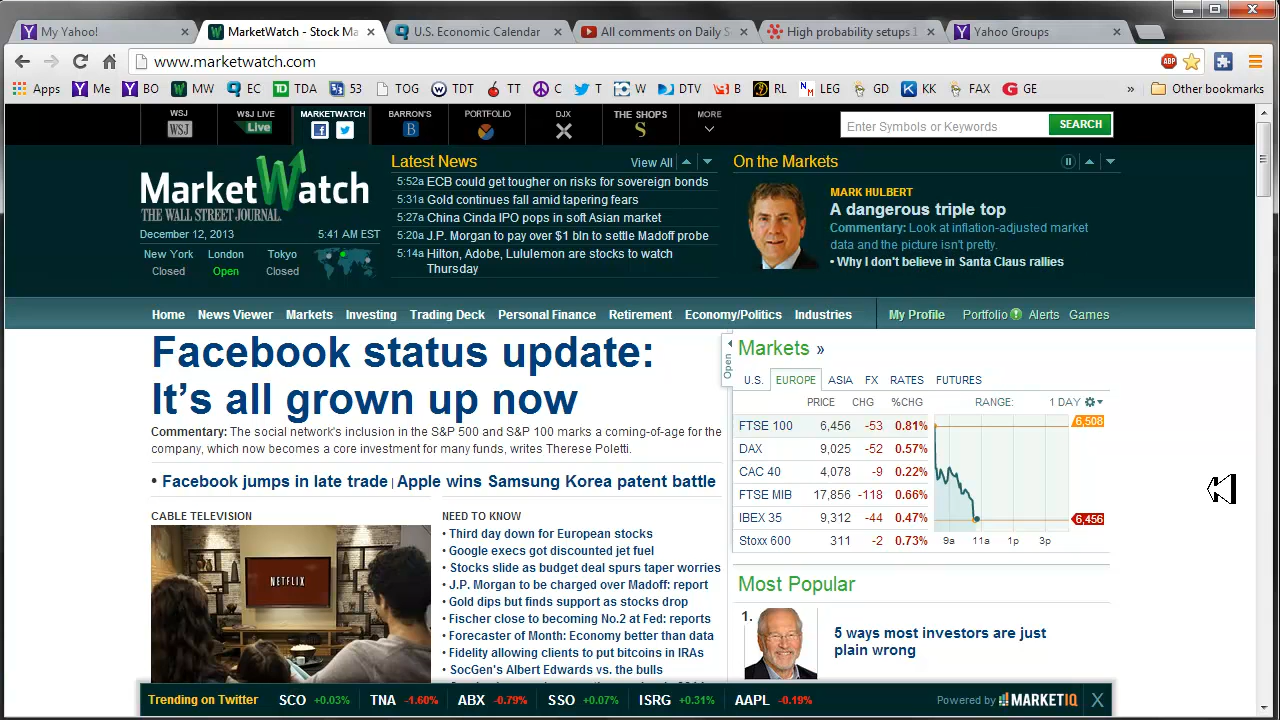 My Yahoo!
MarketWatch - Stock Ma
U.S. Economic Calendar
All comments on Daily S
High probability setups 1
Yahoo Groups
www.marketwatch.com
ABP
Apps Me BO MW EC TDA 53 TOG TDT TT C T W DTV B RL LEG GD KK FAX GE » Other bookmarks
WSJ WSJ LIVE MARKETWATCH BARRON'S PORTFOLIO DJX THE SHOPS MORE
WSJ Live B S
Enter Symbols or Keywords SEARCH
MarketWatch
THE WALL STREET JOURNAL.
December 12, 2013 5:41 AM EST
New York London Tokyo
Closed Open Closed
Latest News View All
5:52a ECB could get tougher on risks for sovereign bonds
5:31a Gold continues fall amid tapering fears
5:27a China Cinda IPO pops in soft Asian market
5:20a J.P. Morgan to pay over $1 bln to settle Madoff probe
5:14a Hilton, Adobe, Lululemon are stocks to watch
Thursday
On the Markets
MARK HULBERT
A dangerous triple top
Commentary: Look at inflation-adjusted market
data and the picture isn't pretty.
• Why I don't believe in Santa Claus rallies
Home News Viewer Markets Investing Trading Deck Personal Finance Retirement Economy/Politics Industries My Profile Portfolio Alerts Games
Facebook status update:
It's all grown up now
Commentary: The social network's inclusion in the S&P 500 and S&P 100 marks a coming-of-age for the
company, which now becomes a core investment for many funds, writes Therese Poletti.
• Facebook jumps in late trade | Apple wins Samsung Korea patent battle
CABLE TELEVISION
NETFLIX
NEED TO KNOW
• Third day down for European stocks
• Google execs got discounted jet fuel
• Stocks slide as budget deal spurs taper worries
• J.P. Morgan to be charged over Madoff: report
• Gold dips but finds support as stocks drop
• Fischer close to becoming No.2 at Fed: reports
• Forecaster of Month: Economy better than data
• Fidelity allowing clients to put bitcoins in IRAs
• SocGen's Albert Edwards vs. the bulls
Open
Markets »
U.S. EUROPE ASIA FX RATES FUTURES
PRICE CHG %CHG RANGE: 1 DAY
FTSE 100 6,456 -53 0.81%
DAX 9,025 -52 0.57%
CAC 40 4,078 -9 0.22%
FTSE MIB 17,856 -118 0.66%
IBEX 35 9,312 -44 0.47%
Stoxx 600 311 -2 0.73%
6,508
6,456
9a 11a 1p 3p
Most Popular
1.
5 ways most investors are just
plain wrong
Trending on Twitter SCO +0.03% TNA -1.60% ABX -0.79% SSO +0.07% ISRG +0.31% AAPL -0.19% Powered by MARKETIQ X